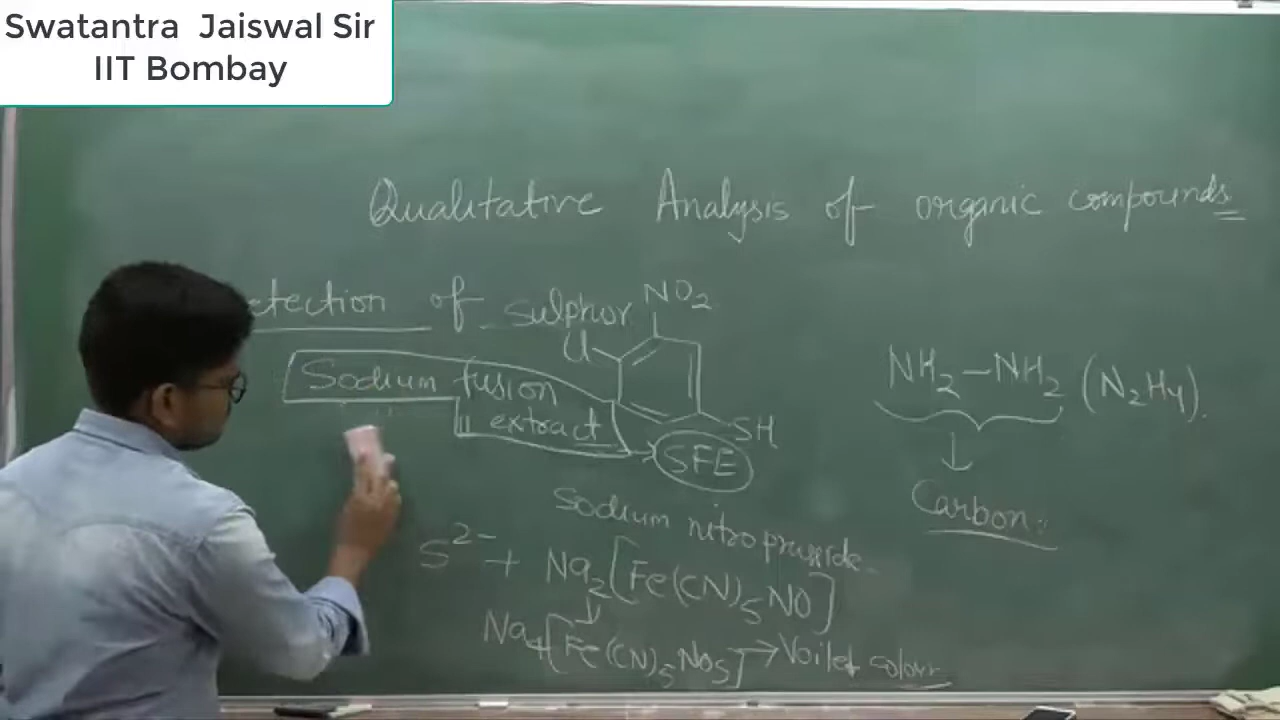 Swatantra Jaiswal Sir
IIT Bombay
Qualitative Analysis of organic compounds
etection of sulphor
NO2
Cl
SH
Sodium fusion
extract
SFE
NH2-NH2 (N2H4).
Carbon
Sodium nitroprusside
S2- + Na2[Fe(CN)5NO]
Na4[Fe(CN)5NOS] → Voilet colour